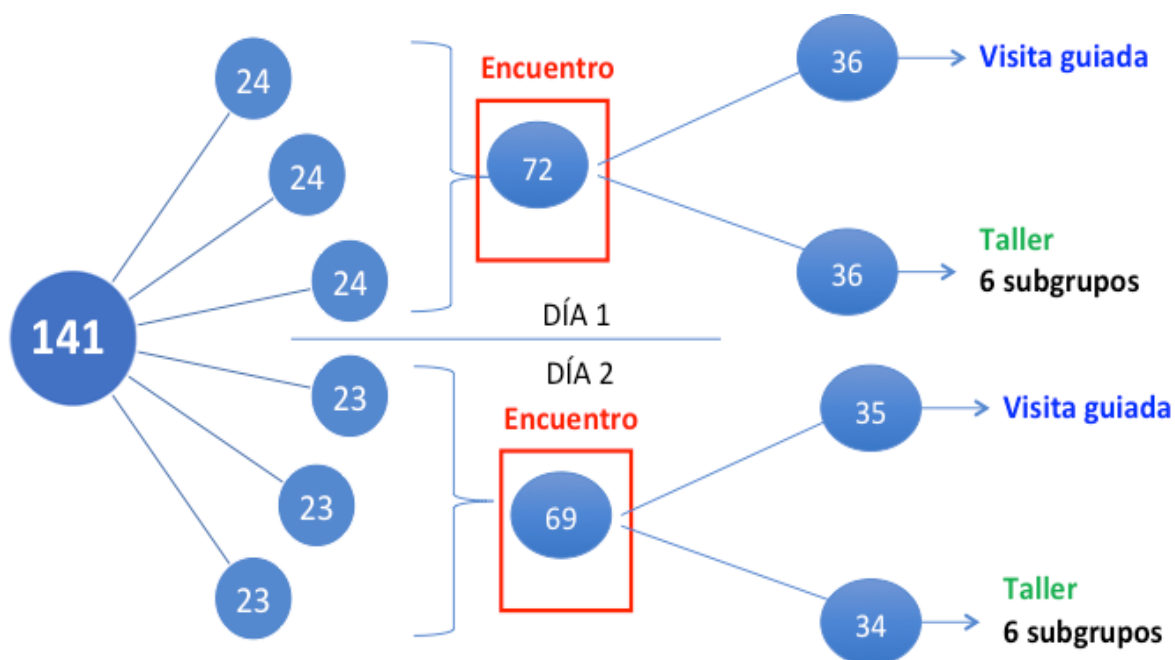 141
24
24
24
Encuentro
72
36
Visita guiada
36
Taller
6 subgrupos
DÍA 1
DÍA 2
23
23
23
Encuentro
69
35
Visita guiada
34
Taller
6 subgrupos